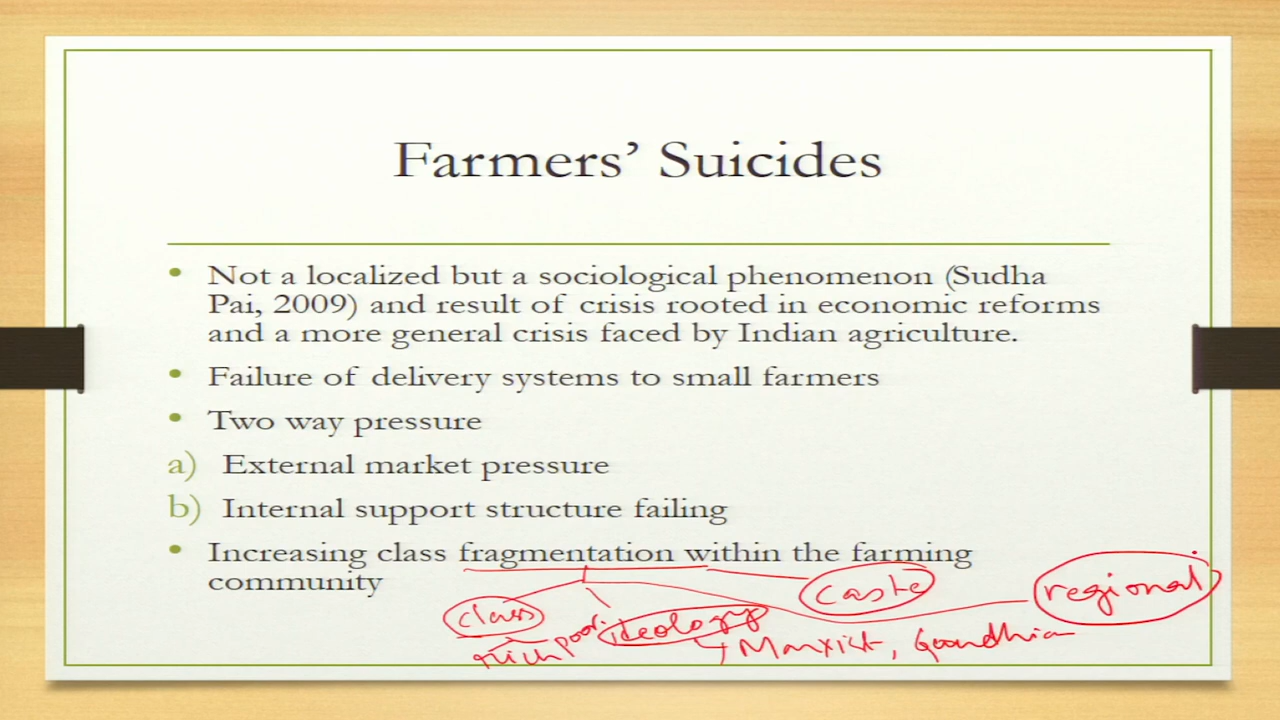 Farmers' Suicides
• Not a localized but a sociological phenomenon (Sudha
Pai, 2009) and result of crisis rooted in economic reforms
and a more general crisis faced by Indian agriculture.
• Failure of delivery systems to small farmers
• Two way pressure
a) External market pressure
b) Internal support structure failing
• Increasing class fragmentation within the farming
community
caste
regional
class
ideology
rich poor
Marxist, Gandhian